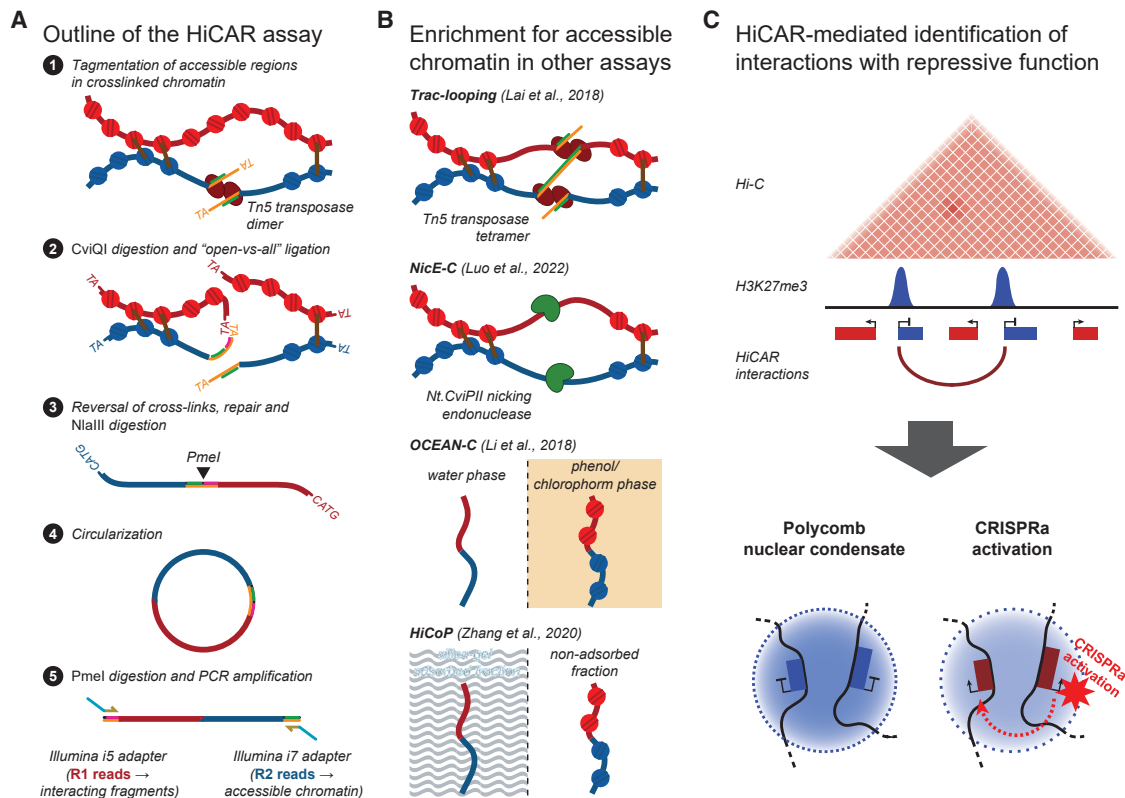 A
Outline of the HiCAR assay
1
Tagmentation of accessible regions
in crosslinked chromatin
TA
TA
Tn5 transposase
dimer
2
CviQI digestion and “open-vs-all” ligation
TA
TA
TA
TA
TA
TA
TA
TA
3
Reversal of cross-links, repair and
NlaIII digestion
CATG
PmeI
CATG
4
Circularization
5
PmeI digestion and PCR amplification
Illumina i5 adapter
(R1 reads →
interacting fragments)
Illumina i7 adapter
(R2 reads →
accessible chromatin)
B
Enrichment for accessible
chromatin in other assays
Trac-looping (Lai et al., 2018)
Tn5 transposase
tetramer
NicE-C (Luo et al., 2022)
Nt.CviPII nicking
endonuclease
OCEAN-C (Li et al., 2018)
water phase
phenol/
chlorophorm phase
HiCoP (Zhang et al., 2020)
adsorbed fraction
non-adsorbed
fraction
C
HiCAR-mediated identification of
interactions with repressive function
Hi-C
H3K27me3
HiCAR
interactions
Polycomb
nuclear condensate
CRISPRa
activation
CRISPRa
activation